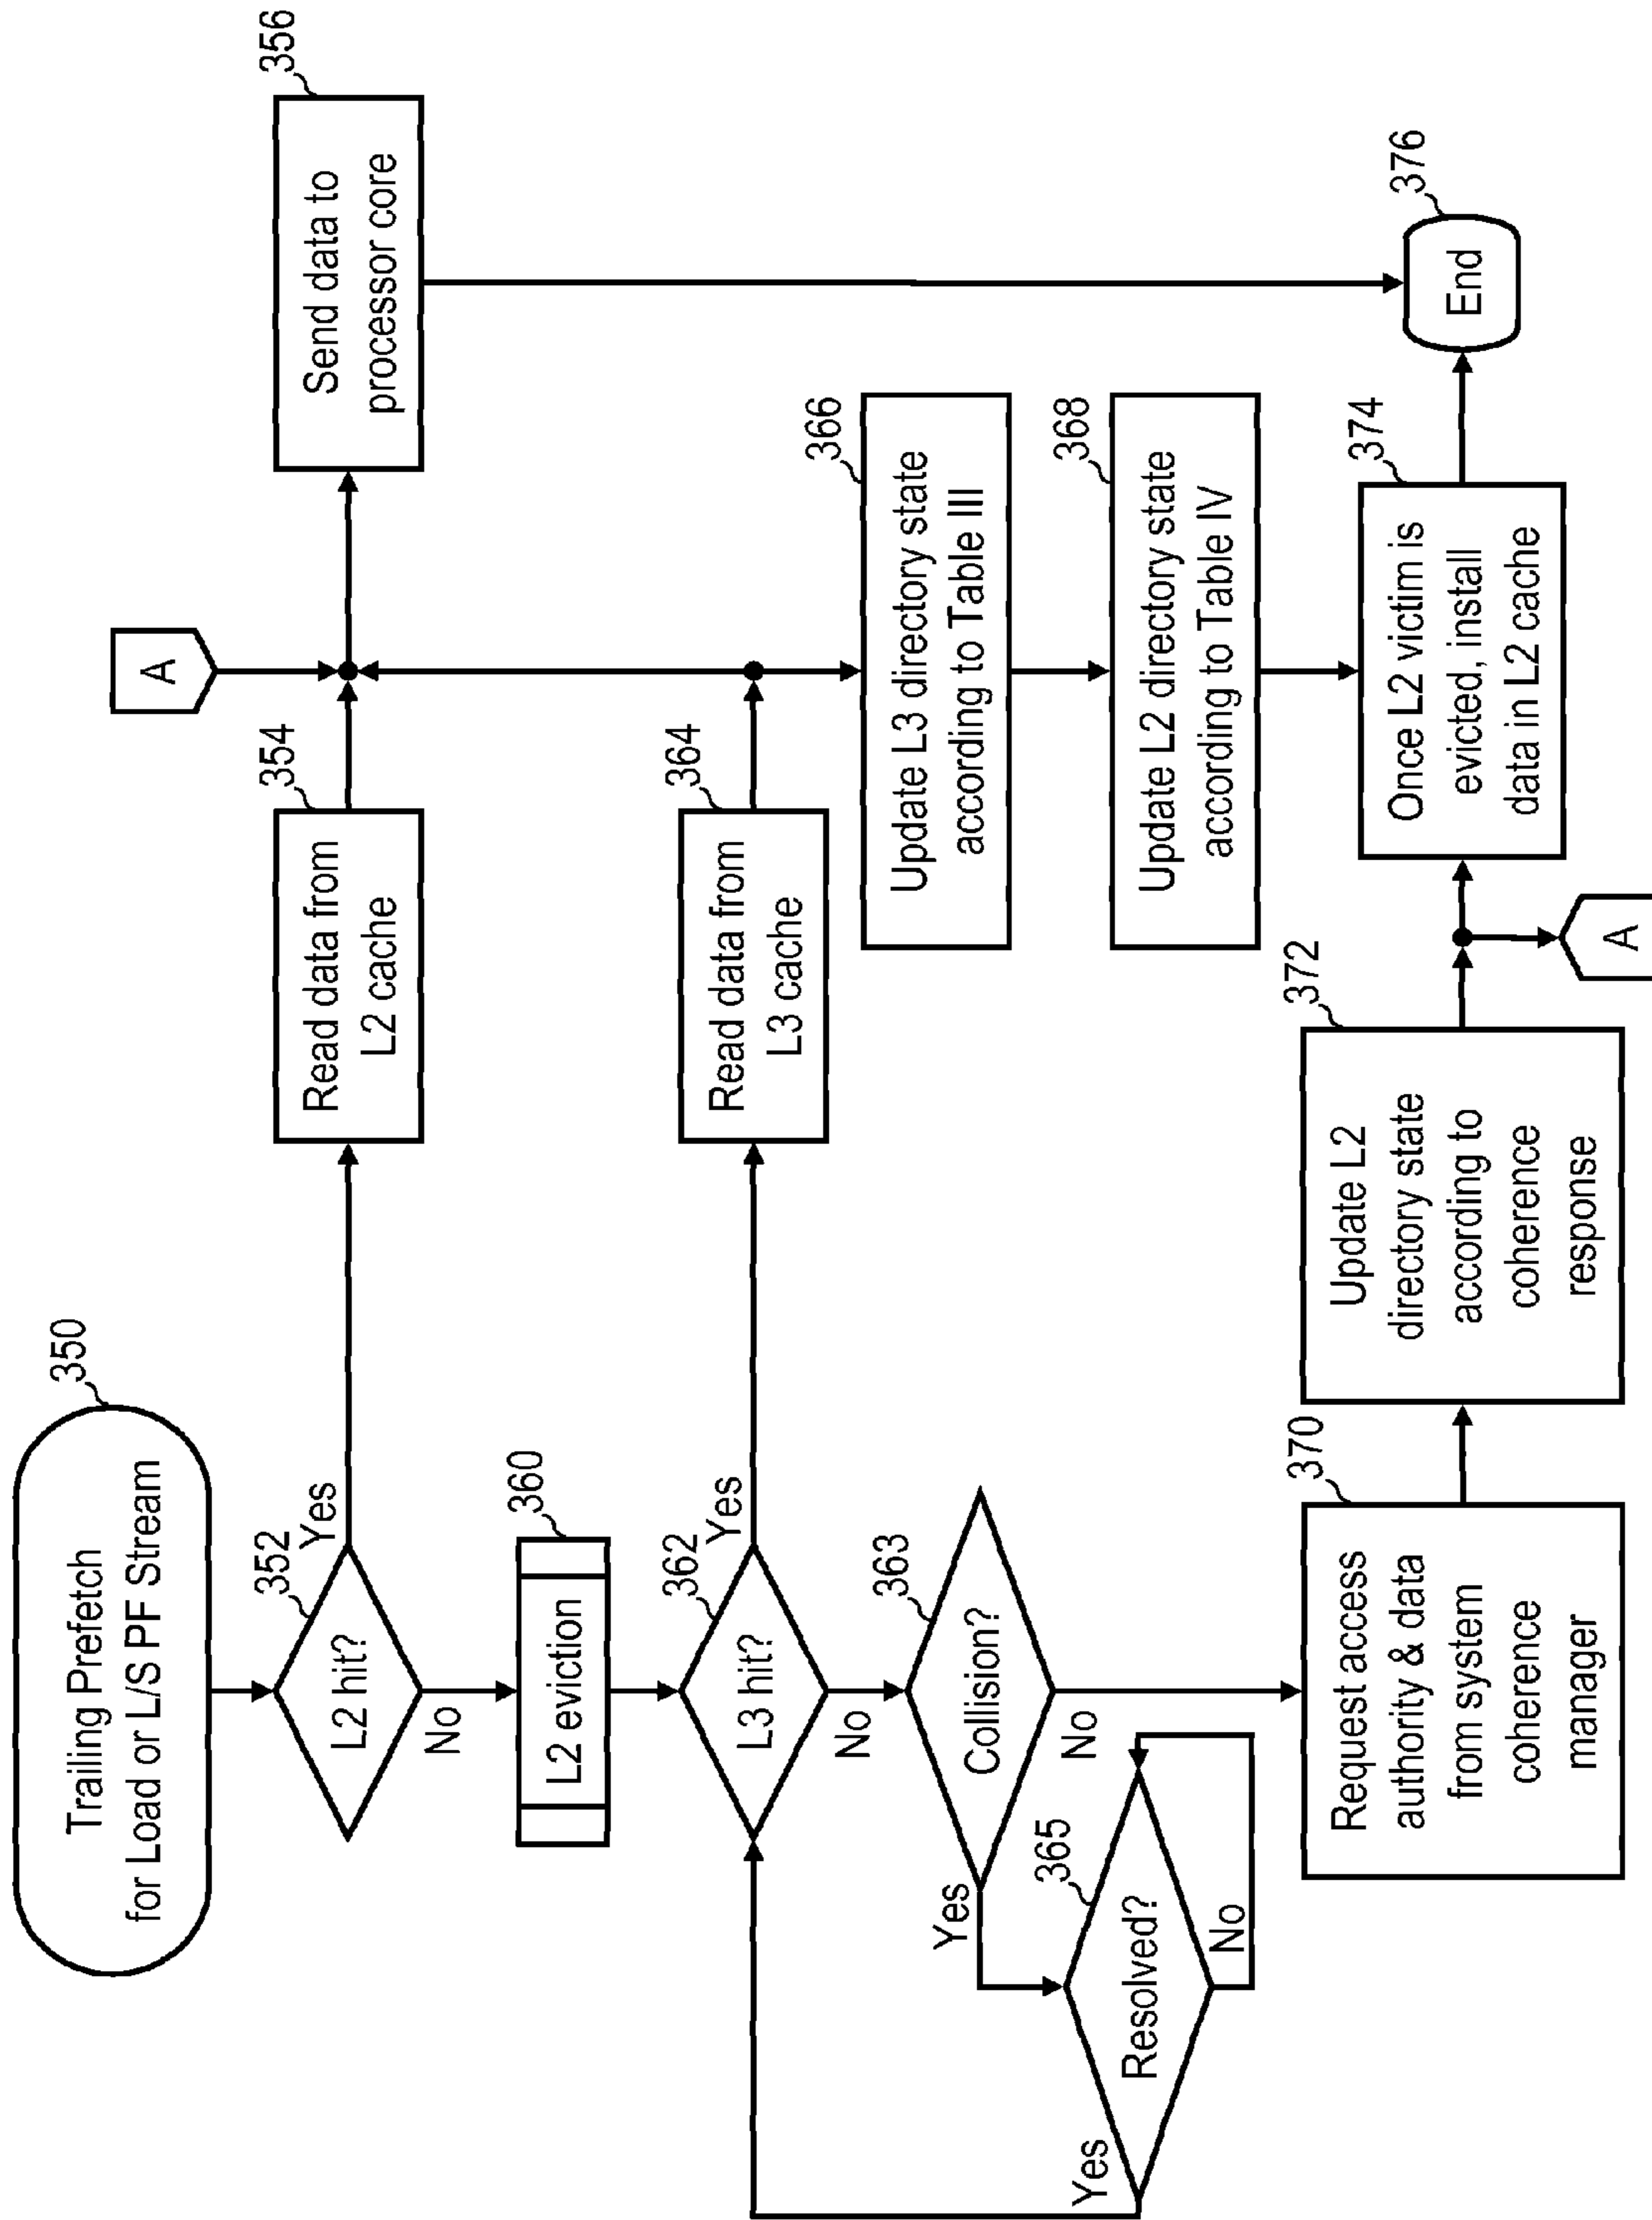 350
Trailing Prefetch
for Load or L/S PF Stream
352
L2 hit?
Yes
No
354
Read data from
L2 cache
A
356
Send data to
processor core
360
L2 eviction
362
L3 hit?
Yes
No
364
Read data from
L3 cache
363
Collision?
Yes
No
365
Resolved?
Yes
No
366
Update L3 directory state
according to Table III
368
Update L2 directory state
according to Table IV
370
Request access
authority & data
from system
coherence
manager
372
Update L2
directory state
according to
coherence
response
A
374
Once L2 victim is
evicted, install
data in L2 cache
376
End